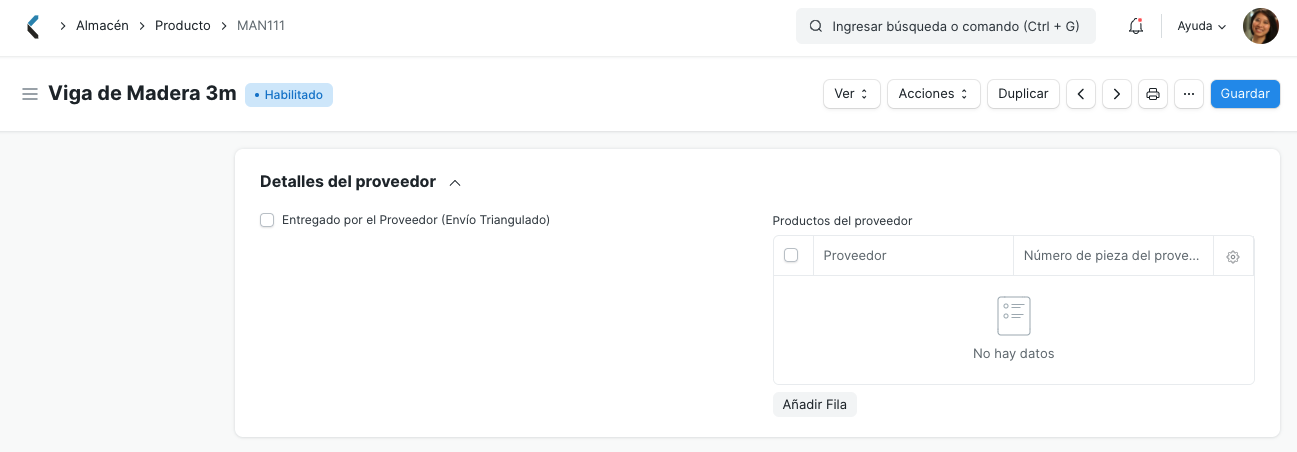 Almacén
Producto
MAN111
Ingresar búsqueda o comando (Ctrl + G)
Ayuda
Viga de Madera 3m
Habilitado
Ver
Acciones
Duplicar
Guardar
Detalles del proveedor
Entregado por el Proveedor (Envío Triangulado)
Productos del proveedor
Proveedor
Número de pieza del prove...
No hay datos
Añadir Fila